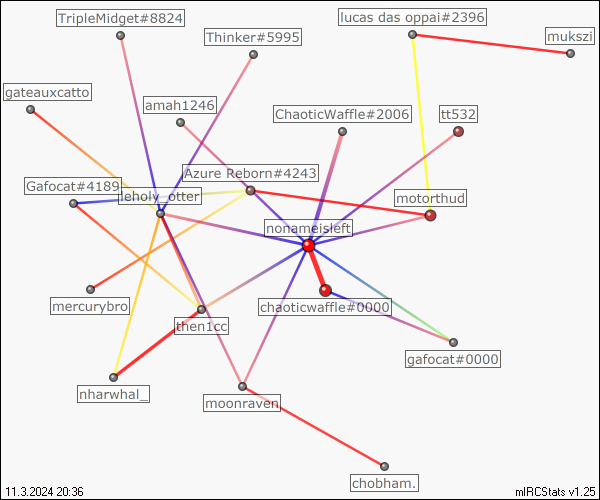 TripleMidget#8824
lucas das oppai#2396
Thinker#5995
mukszi
gateauxcatto
amah1246
ChaoticWaffle#2006
tt532
Azure Reborn#4243
Gafocat#4189
leholy_otter
motorthud
nonameisleft
mercurybro
chaoticwaffle#0000
then1cc
gafocat#0000
nharwhal_
moonraven
chobham.
11.3.2024 20:36
mIRCStats v1.25